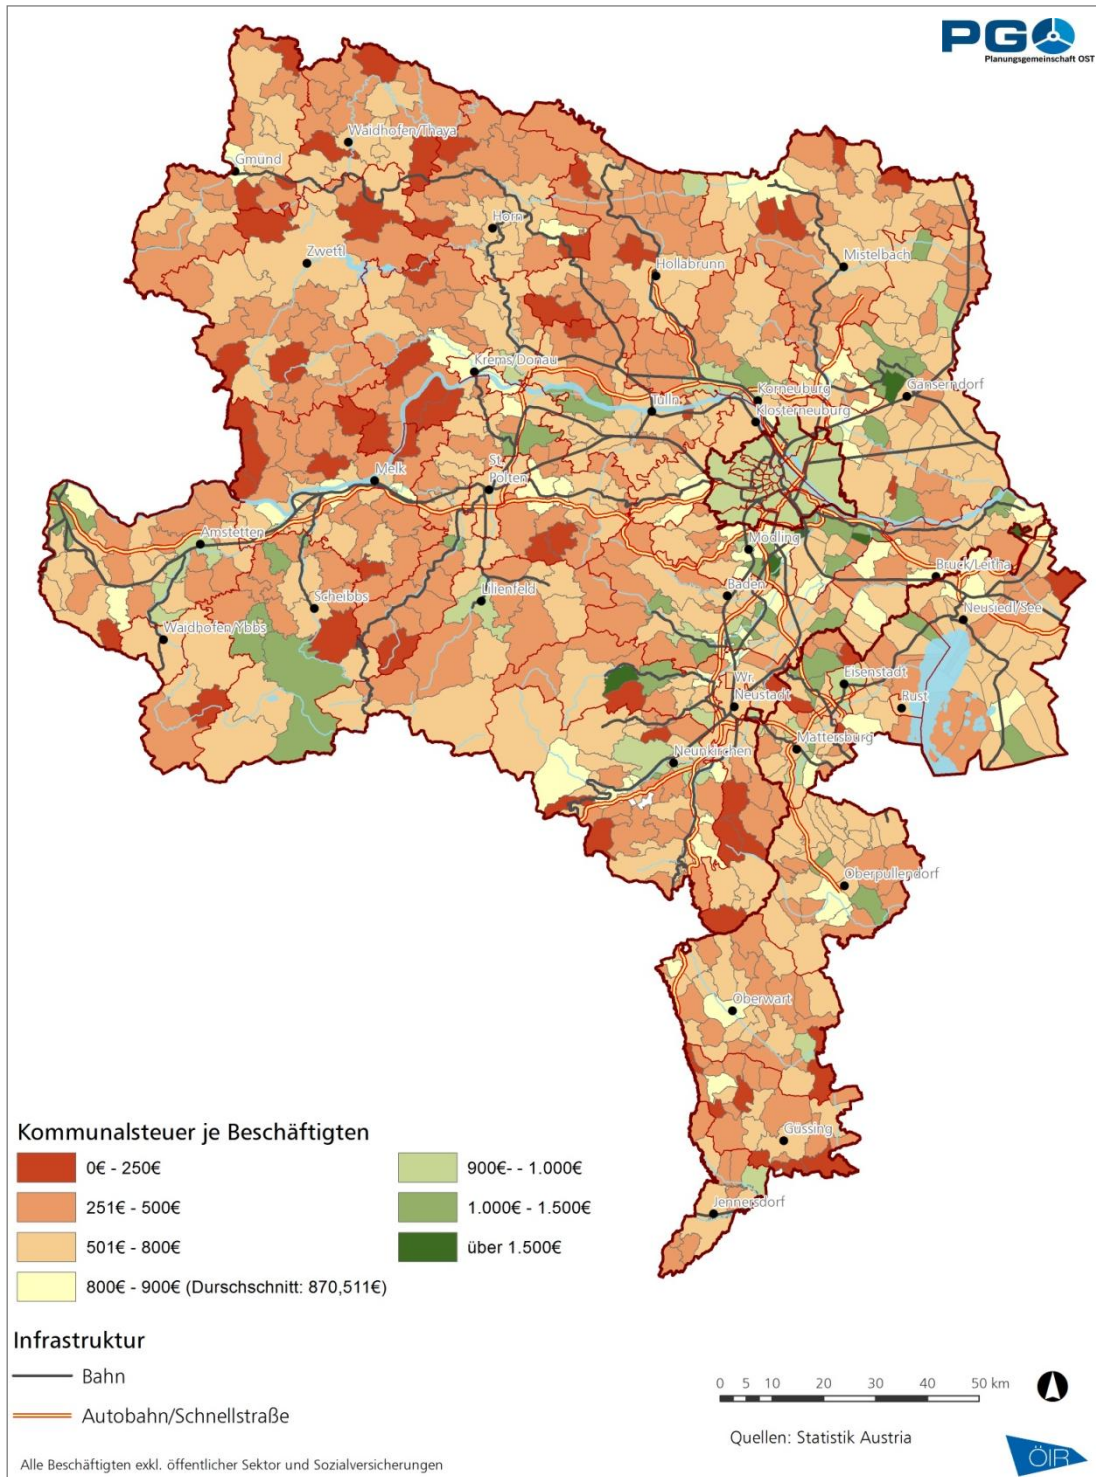 PGO
Planungsgemeinschaft OST
Waidhofen/Thaya
Gmünd
Horn
Zwettl
Hollabrunn
Mistelbach
Krems/Donau
Tulln
Korneuburg
Klosterneuburg
Ganserndorf
St.
Pölten
Melk
Amstetten
Mödling
Bruck/Leitha
Baden
Neusiedl/See
Lilienfeld
Scheibbs
Waidhofen/Ybbs
Eisenstadt
Rust
Wr.
Neustadt
Mattersburg
Neunkirchen
Oberpullendorf
Oberwart
Güssing
Jennersdorf
Kommunalsteuer je Beschäftigten
0€ - 250€
251€ - 500€
501€ - 800€
800€ - 900€ (Durschschnitt: 870,511€)
900€- - 1.000€
1.000€ - 1.500€
über 1.500€
Infrastruktur
Bahn
Autobahn/Schnellstraße
0 5 10 20 30 40 50 km
Quellen: Statistik Austria
ÖIR
Alle Beschäftigten exkl. öffentlicher Sektor und Sozialversicherungen